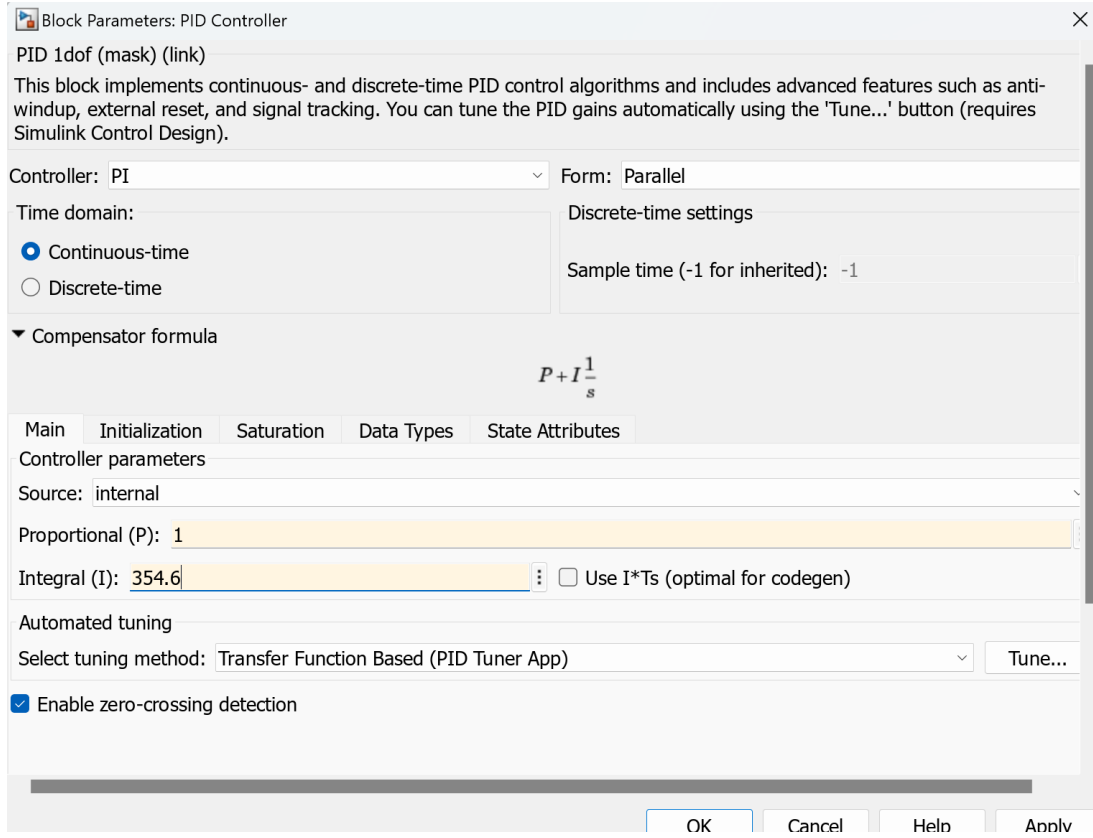 Block Parameters: PID Controller
PID 1dof (mask) (link)
This block implements continuous- and discrete-time PID control algorithms and includes advanced features such as anti-
windup, external reset, and signal tracking. You can tune the PID gains automatically using the 'Tune...' button (requires
Simulink Control Design).
Controller: PI Form: Parallel
Time domain: Discrete-time settings
Continuous-time
Sample time (-1 for inherited): -1
Discrete-time
Compensator formula
P+I 1/s
Main Initialization Saturation Data Types State Attributes
Controller parameters
Source: internal
Proportional (P): 1
Integral (I): 354.6 Use I*Ts (optimal for codegen)
Automated tuning
Select tuning method: Transfer Function Based (PID Tuner App) Tune...
Enable zero-crossing detection
OK Cancel Help Apply